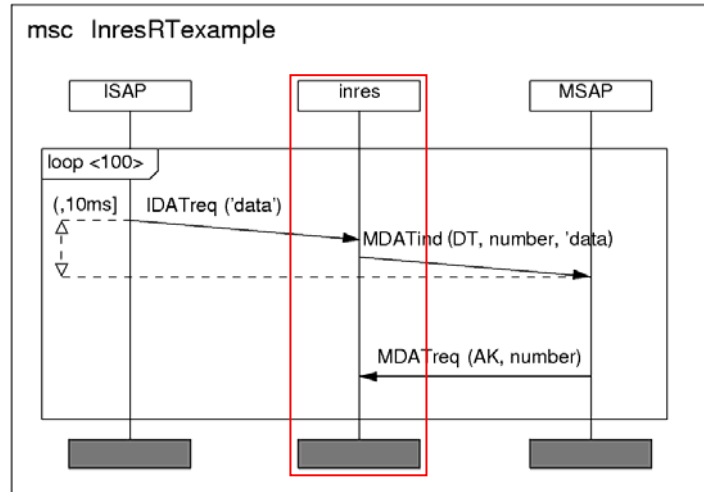 msc InresRTexample
ISAP
inres
MSAP
loop <100>
(,10ms]
IDATreq ('data')
MDATind (DT, number, 'data)
MDATreq (AK, number)